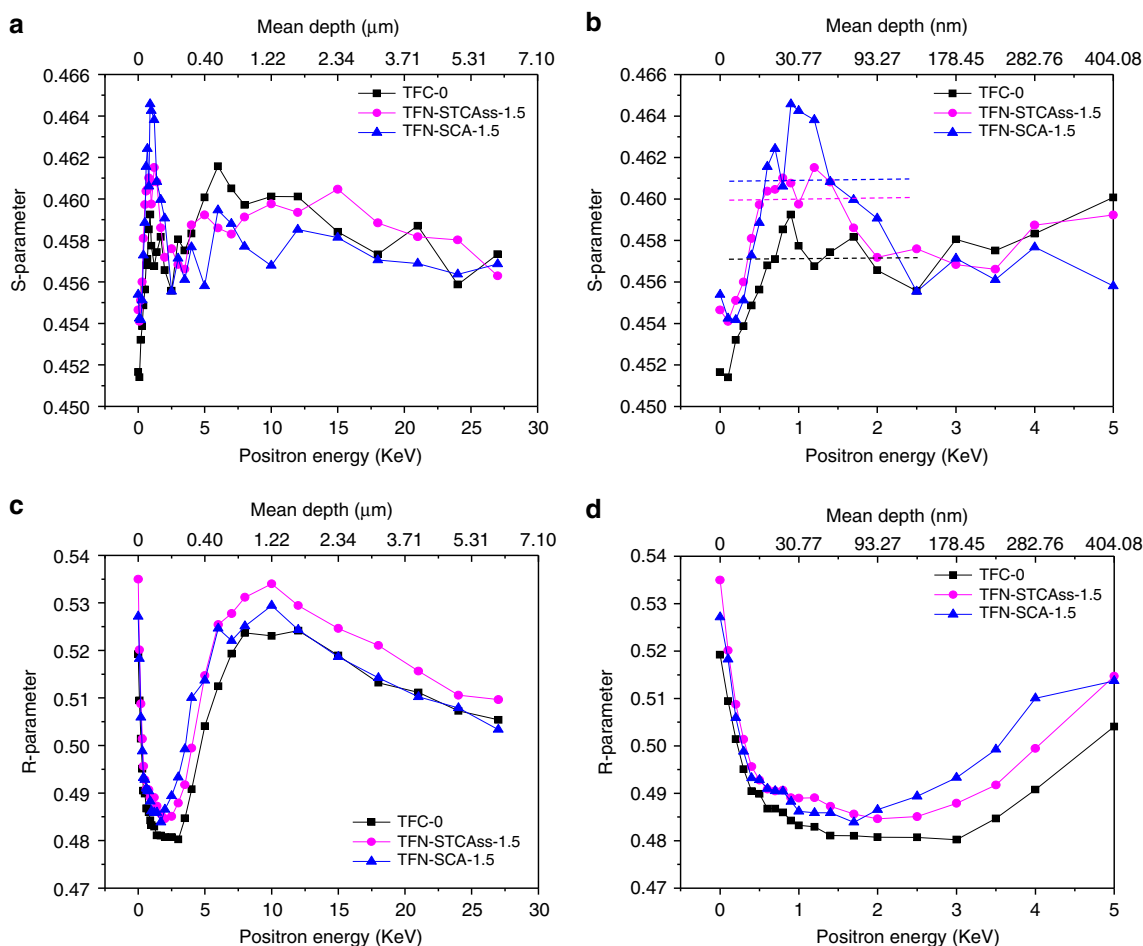 a
Mean depth (μm)
0 0.40 1.22 2.34 3.71 5.31 7.10
0.466
0.464
0.462
0.460
0.458
0.456
0.454
0.452
0.450
S-parameter
TFC-0
TFN-STCAss-1.5
TFN-SCA-1.5
0 5 10 15 20 25 30
Positron energy (KeV)
b
Mean depth (nm)
0 30.77 93.27 178.45 282.76 404.08
0.466
0.464
0.462
0.460
0.458
0.456
0.454
0.452
0.450
S-parameter
TFC-0
TFN-STCAss-1.5
TFN-SCA-1.5
0 1 2 3 4 5
Positron energy (KeV)
c
Mean depth (μm)
0 0.40 1.22 2.34 3.71 5.31 7.10
0.54
0.53
0.52
0.51
0.50
0.49
0.48
0.47
R-parameter
TFC-0
TFN-STCAss-1.5
TFN-SCA-1.5
0 5 10 15 20 25 30
Positron energy (KeV)
d
Mean depth (nm)
0 30.77 93.27 178.45 282.76 404.08
0.54
0.53
0.52
0.51
0.50
0.49
0.48
0.47
R-parameter
TFC-0
TFN-STCAss-1.5
TFN-SCA-1.5
0 1 2 3 4 5
Positron energy (KeV)